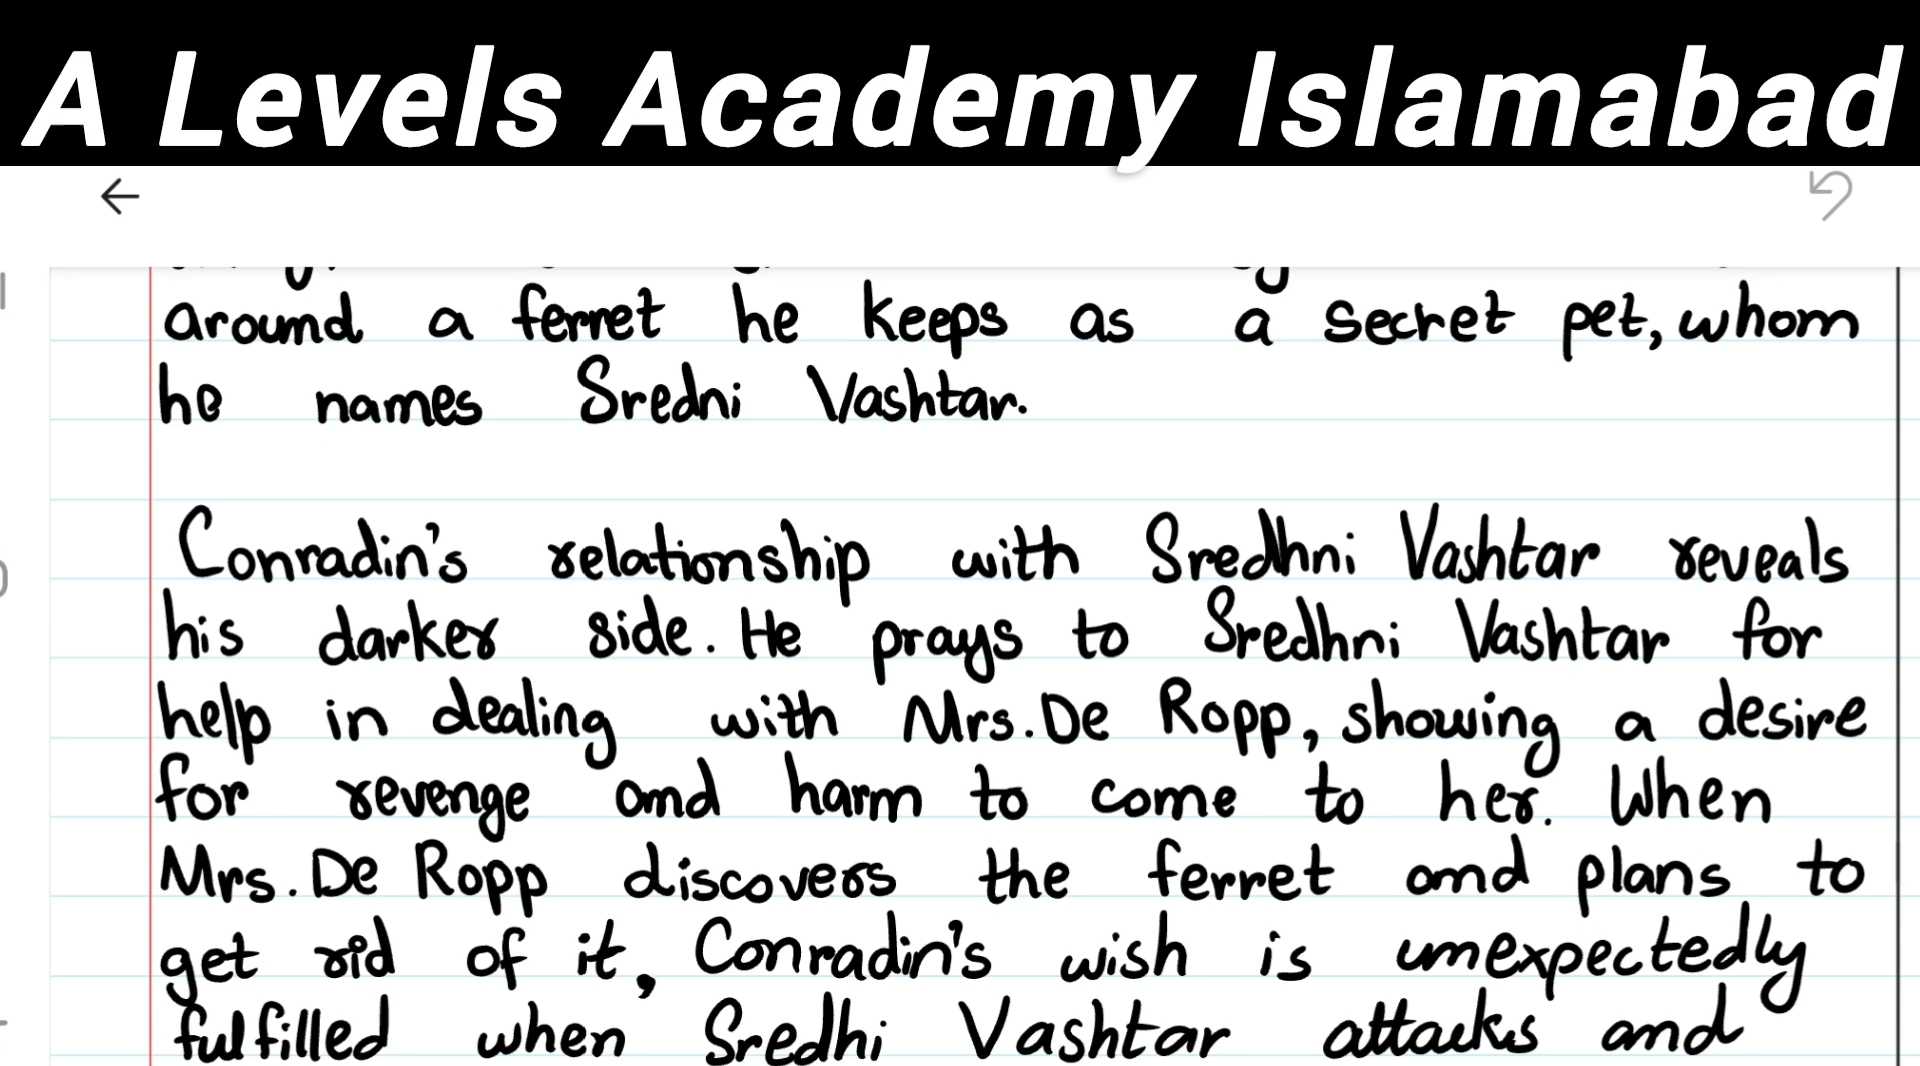 A Levels Academy Islamabad
around a ferret he keeps as a secret pet, whom
he names Sredni Vashtar.
Conradin's relationship with Sredhni Vashtar reveals
his darker side. He prays to Sredhni Vashtar for
help in dealing with Mrs. De Ropp, showing a desire
for revenge and harm to come to her. When
Mrs. De Ropp discovers the ferret and plans to
get rid of it, Conradin's wish is unexpectedly
fulfilled when Sredhi Vashtar attacks and